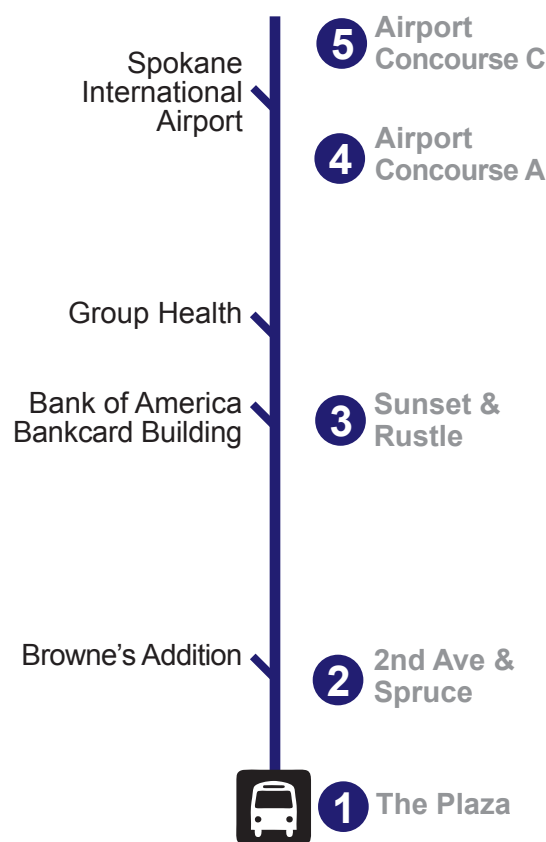 5 Airport
Concourse C
Spokane
International
Airport
4 Airport
Concourse A
Group Health
Bank of America
Bankcard Building
3 Sunset &
Rustle
Browne's Addition
2 2nd Ave &
Spruce
1 The Plaza